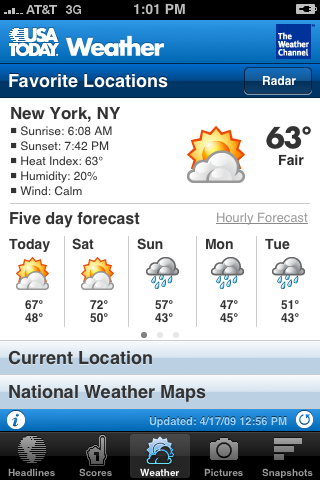 AT&T 3G 1:01 PM
USA TODAY. Weather
The Weather Channel
Favorite Locations
Radar
New York, NY
Sunrise: 6:08 AM
Sunset: 7:42 PM
Heat Index: 63°
Humidity: 20%
Wind: Calm
63°
Fair
Five day forecast
Hourly Forecast
Today Sat Sun Mon Tue
67° 72° 57° 47° 51°
48° 50° 43° 45° 43°
Current Location
National Weather Maps
i Updated: 4/17/09 12:56 PM
1
Headlines Scores Weather Pictures Snapshots